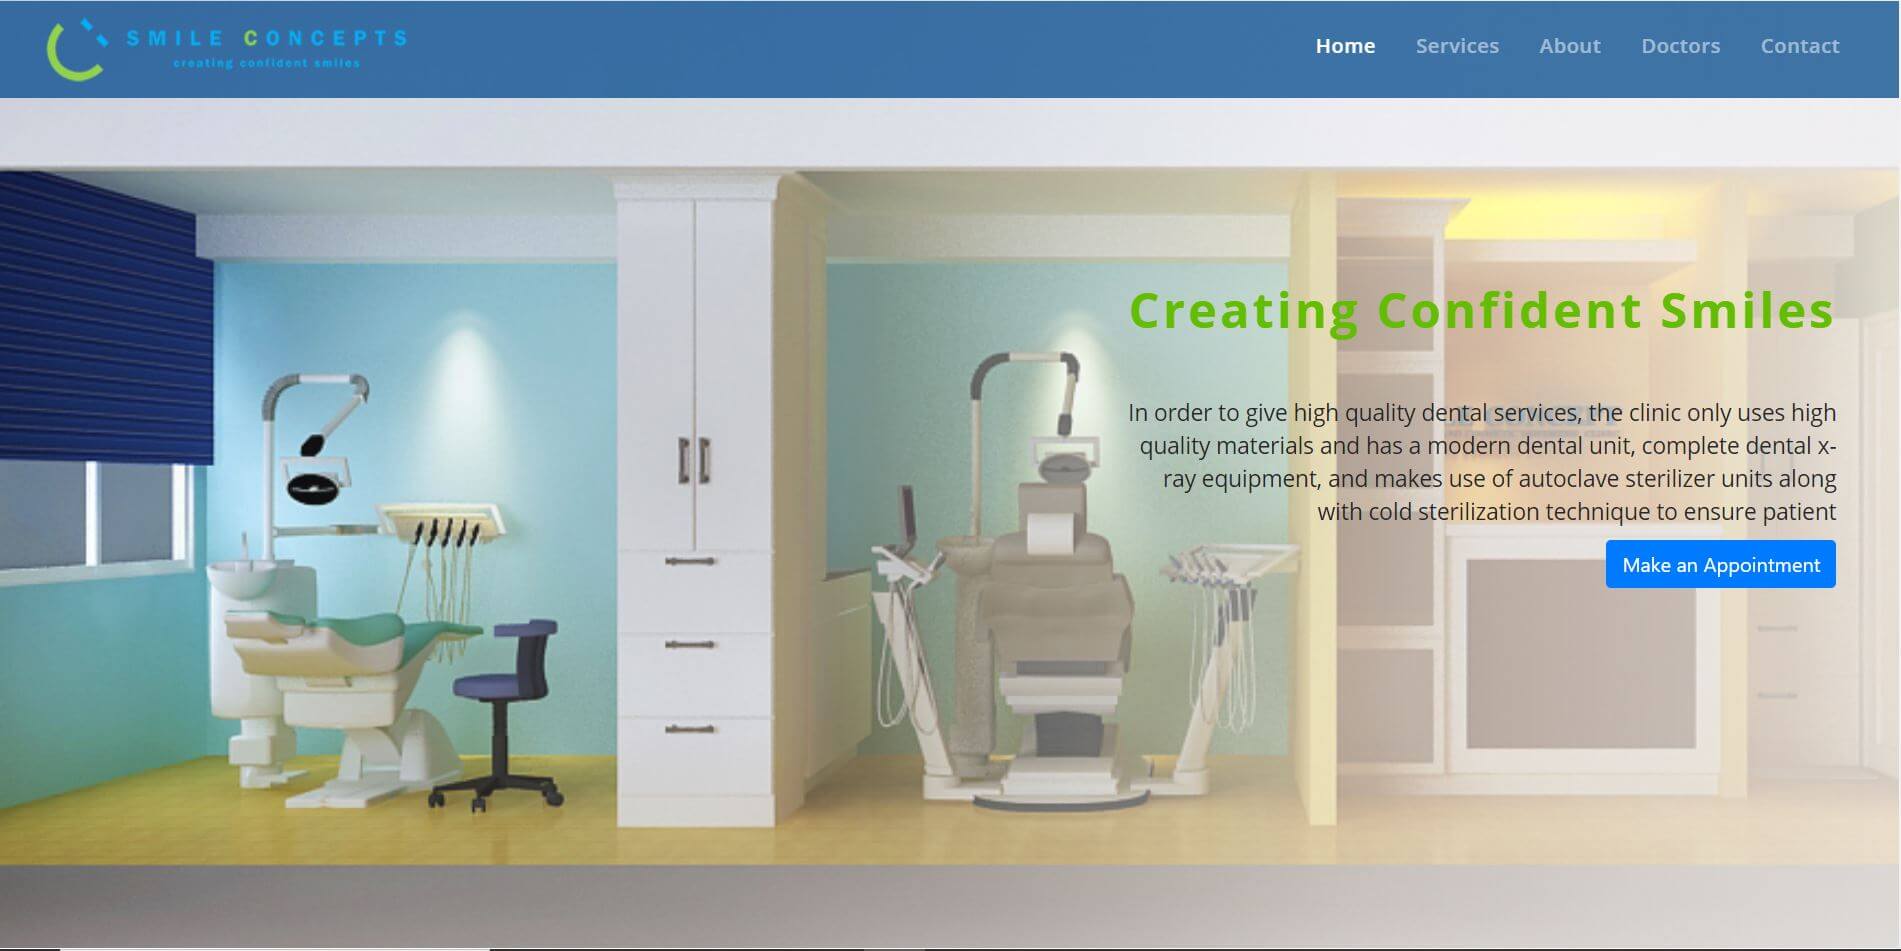 SMILE CONCEPTS
creating confident smiles
Home Services About Doctors Contact
Creating Confident Smiles
In order to give high quality dental services, the clinic only uses high
quality materials and has a modern dental unit, complete dental x-
ray equipment, and makes use of autoclave sterilizer units along
with cold sterilization technique to ensure patient
Make an Appointment